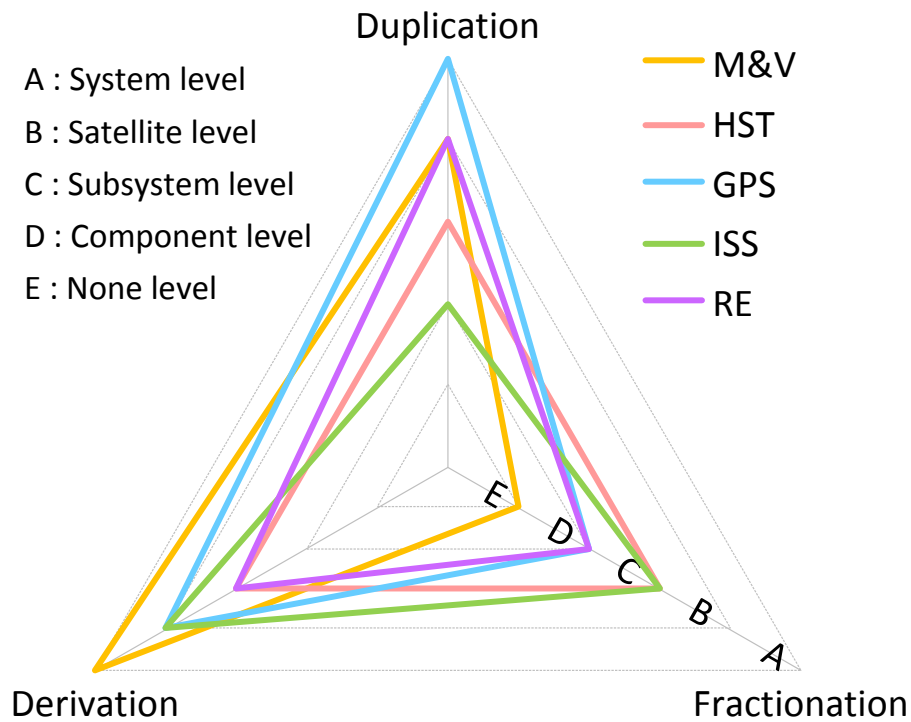 Duplication
A : System level
B : Satellite level
C : Subsystem level
D : Component level
E : None level
M&V
HST
GPS
ISS
RE
E
D
C
B
A
Derivation
Fractionation